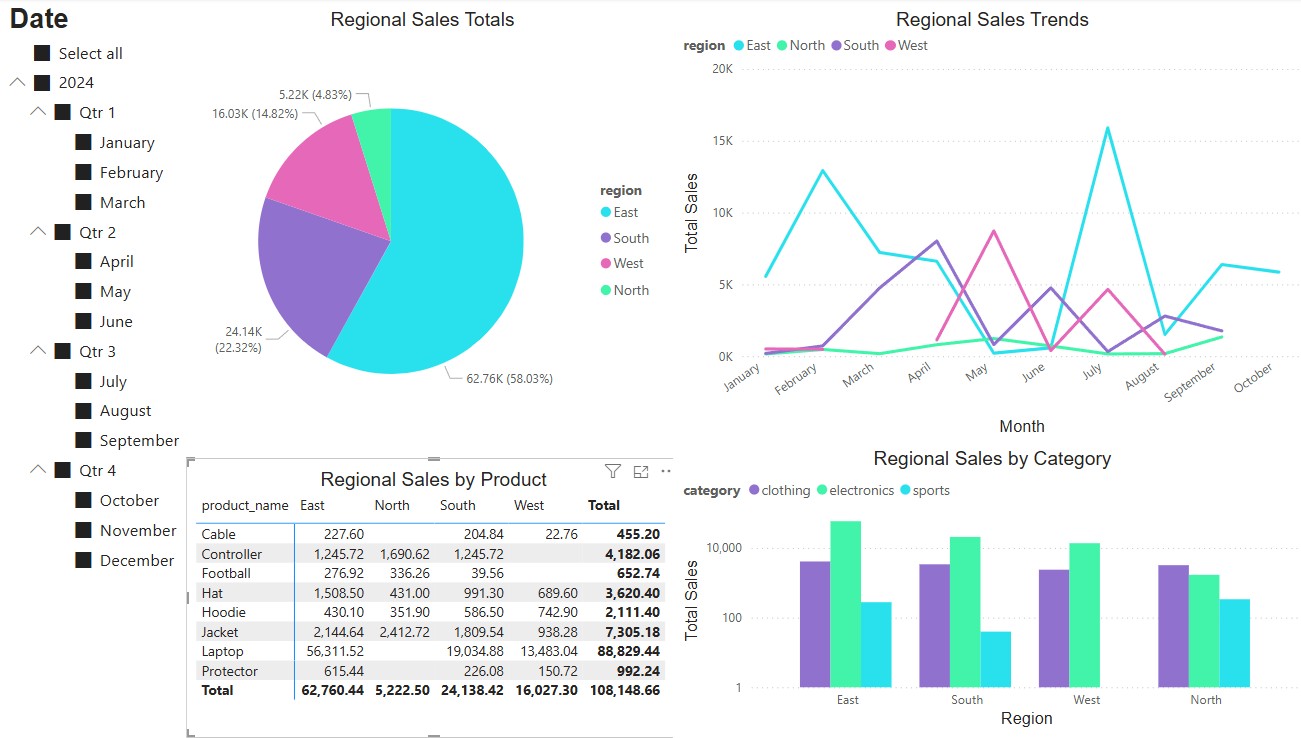 Date
Select all
2024
Qtr 1
January
February
March
Qtr 2
April
May
June
Qtr 3
July
August
September
Qtr 4
October
November
December
Regional Sales Totals
5.22K (4.83%)
16.03K (14.82%)
24.14K
(22.32%)
62.76K (58.03%)
region
East
South
West
North
Regional Sales Trends
region East North South West
20K
15K
10K
5K
0K
Total Sales
January February March April May June July August September October
Month
Regional Sales by Product
product_name East North South West Total
Cable 227.60 204.84 22.76 455.20
Controller 1,245.72 1,690.62 1,245.72 4,182.06
Football 276.92 336.26 39.56 652.74
Hat 1,508.50 431.00 991.30 689.60 3,620.40
Hoodie 430.10 351.90 586.50 742.90 2,111.40
Jacket 2,144.64 2,412.72 1,809.54 938.28 7,305.18
Laptop 56,311.52 19,034.88 13,483.04 88,829.44
Protector 615.44 226.08 150.72 992.24
Total 62,760.44 5,222.50 24,138.42 16,027.30 108,148.66
Regional Sales by Category
category clothing electronics sports
10,000
100
1
Total Sales
East South West North
Region